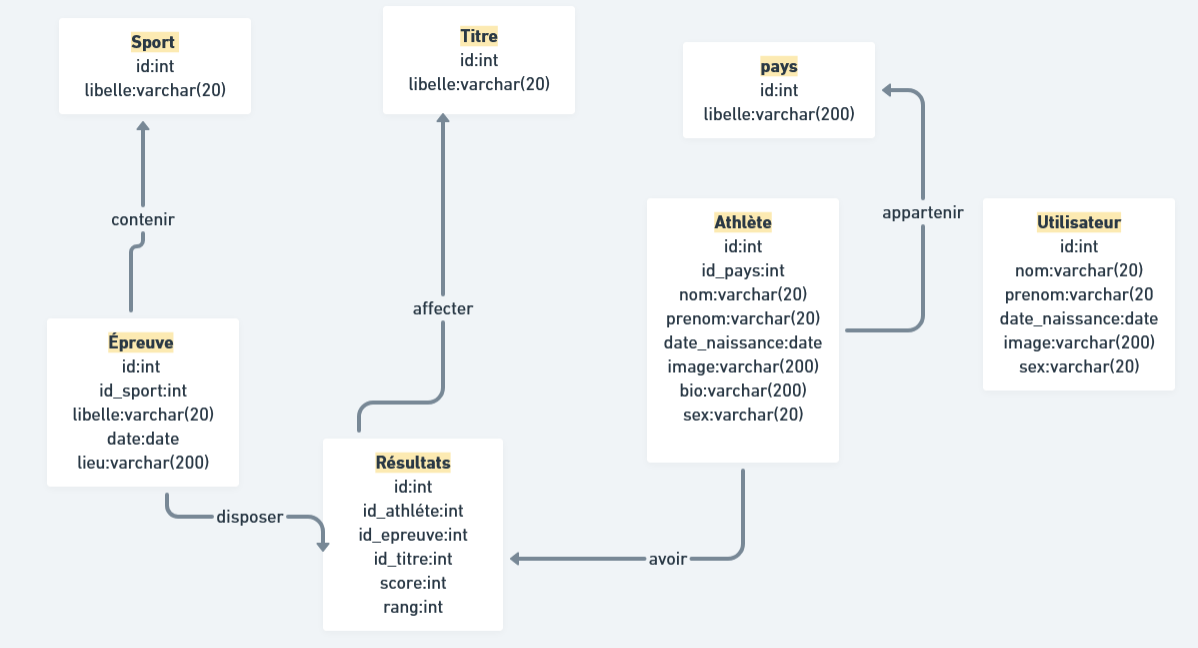 Sport
id:int
libelle:varchar(20)
Titre
id:int
libelle:varchar(20)
pays
id:int
libelle:varchar(200)
contenir
affecter
appartenir
Athlète
id:int
id_pays:int
nom:varchar(20)
prenom:varchar(20)
date_naissance:date
image:varchar(200)
bio:varchar(200)
sex:varchar(20)
Utilisateur
id:int
nom:varchar(20)
prenom:varchar(20
date_naissance:date
image:varchar(200)
sex:varchar(20)
Épreuve
id:int
id_sport:int
libelle:varchar(20)
date:date
lieu:varchar(200)
disposer
Résultats
id:int
id_athléte:int
id_epreuve:int
id_titre:int
score:int
rang:int
avoir